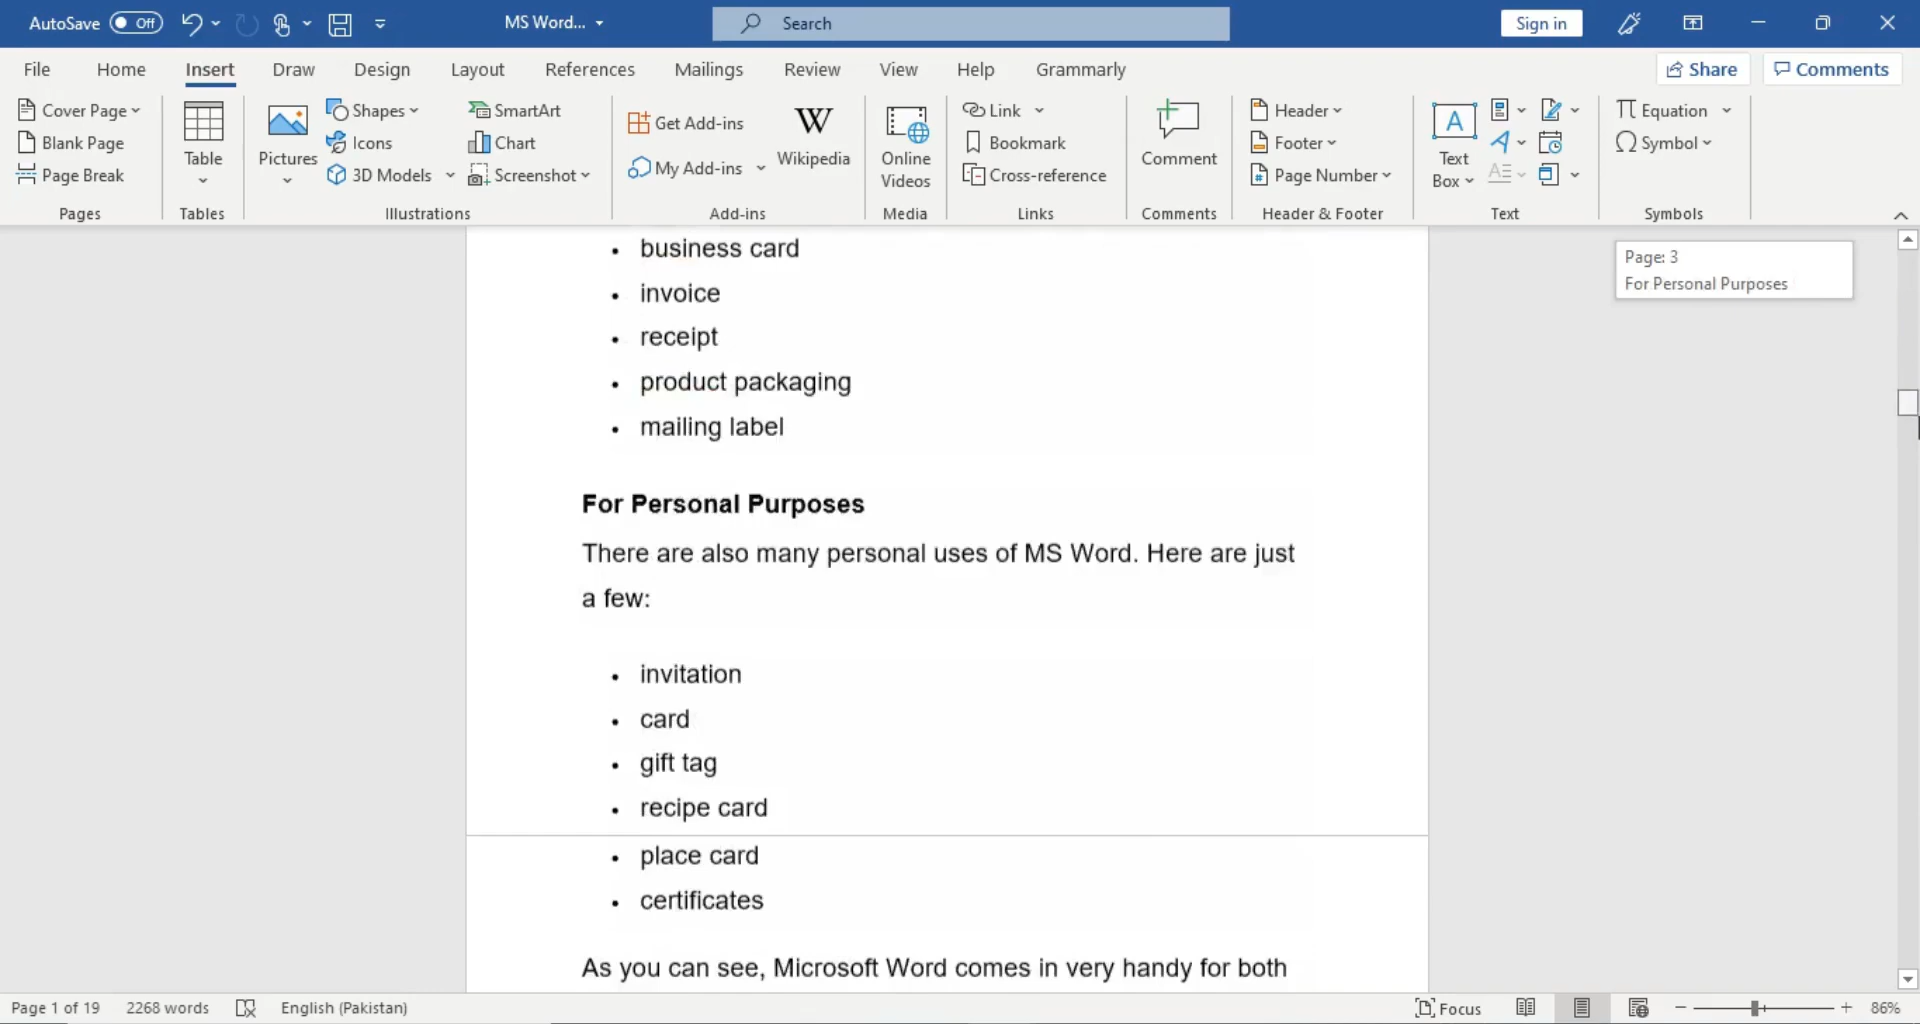 AutoSave Off MS Word... Search Sign in
File Home Insert Draw Design Layout References Mailings Review View Help Grammarly Share Comments
Cover Page
Blank Page
Page Break
Pages
Table
Tables
Pictures
Shapes
Icons
3D Models
SmartArt
Chart
Screenshot
Illustrations
Get Add-ins
My Add-ins
W
Wikipedia
Add-ins
Online
Videos
Media
Link
Bookmark
Cross-reference
Links
Comment
Comments
Header
Footer
Page Number
Header & Footer
A
Text
Box
Text
Equation
Symbol
Symbols
Page: 3
For Personal Purposes
• business card
• invoice
• receipt
• product packaging
• mailing label
For Personal Purposes
There are also many personal uses of MS Word. Here are just
a few:
• invitation
• card
• gift tag
• recipe card
• place card
• certificates
As you can see, Microsoft Word comes in very handy for both
Page 1 of 19 2268 words English (Pakistan) Focus 86%